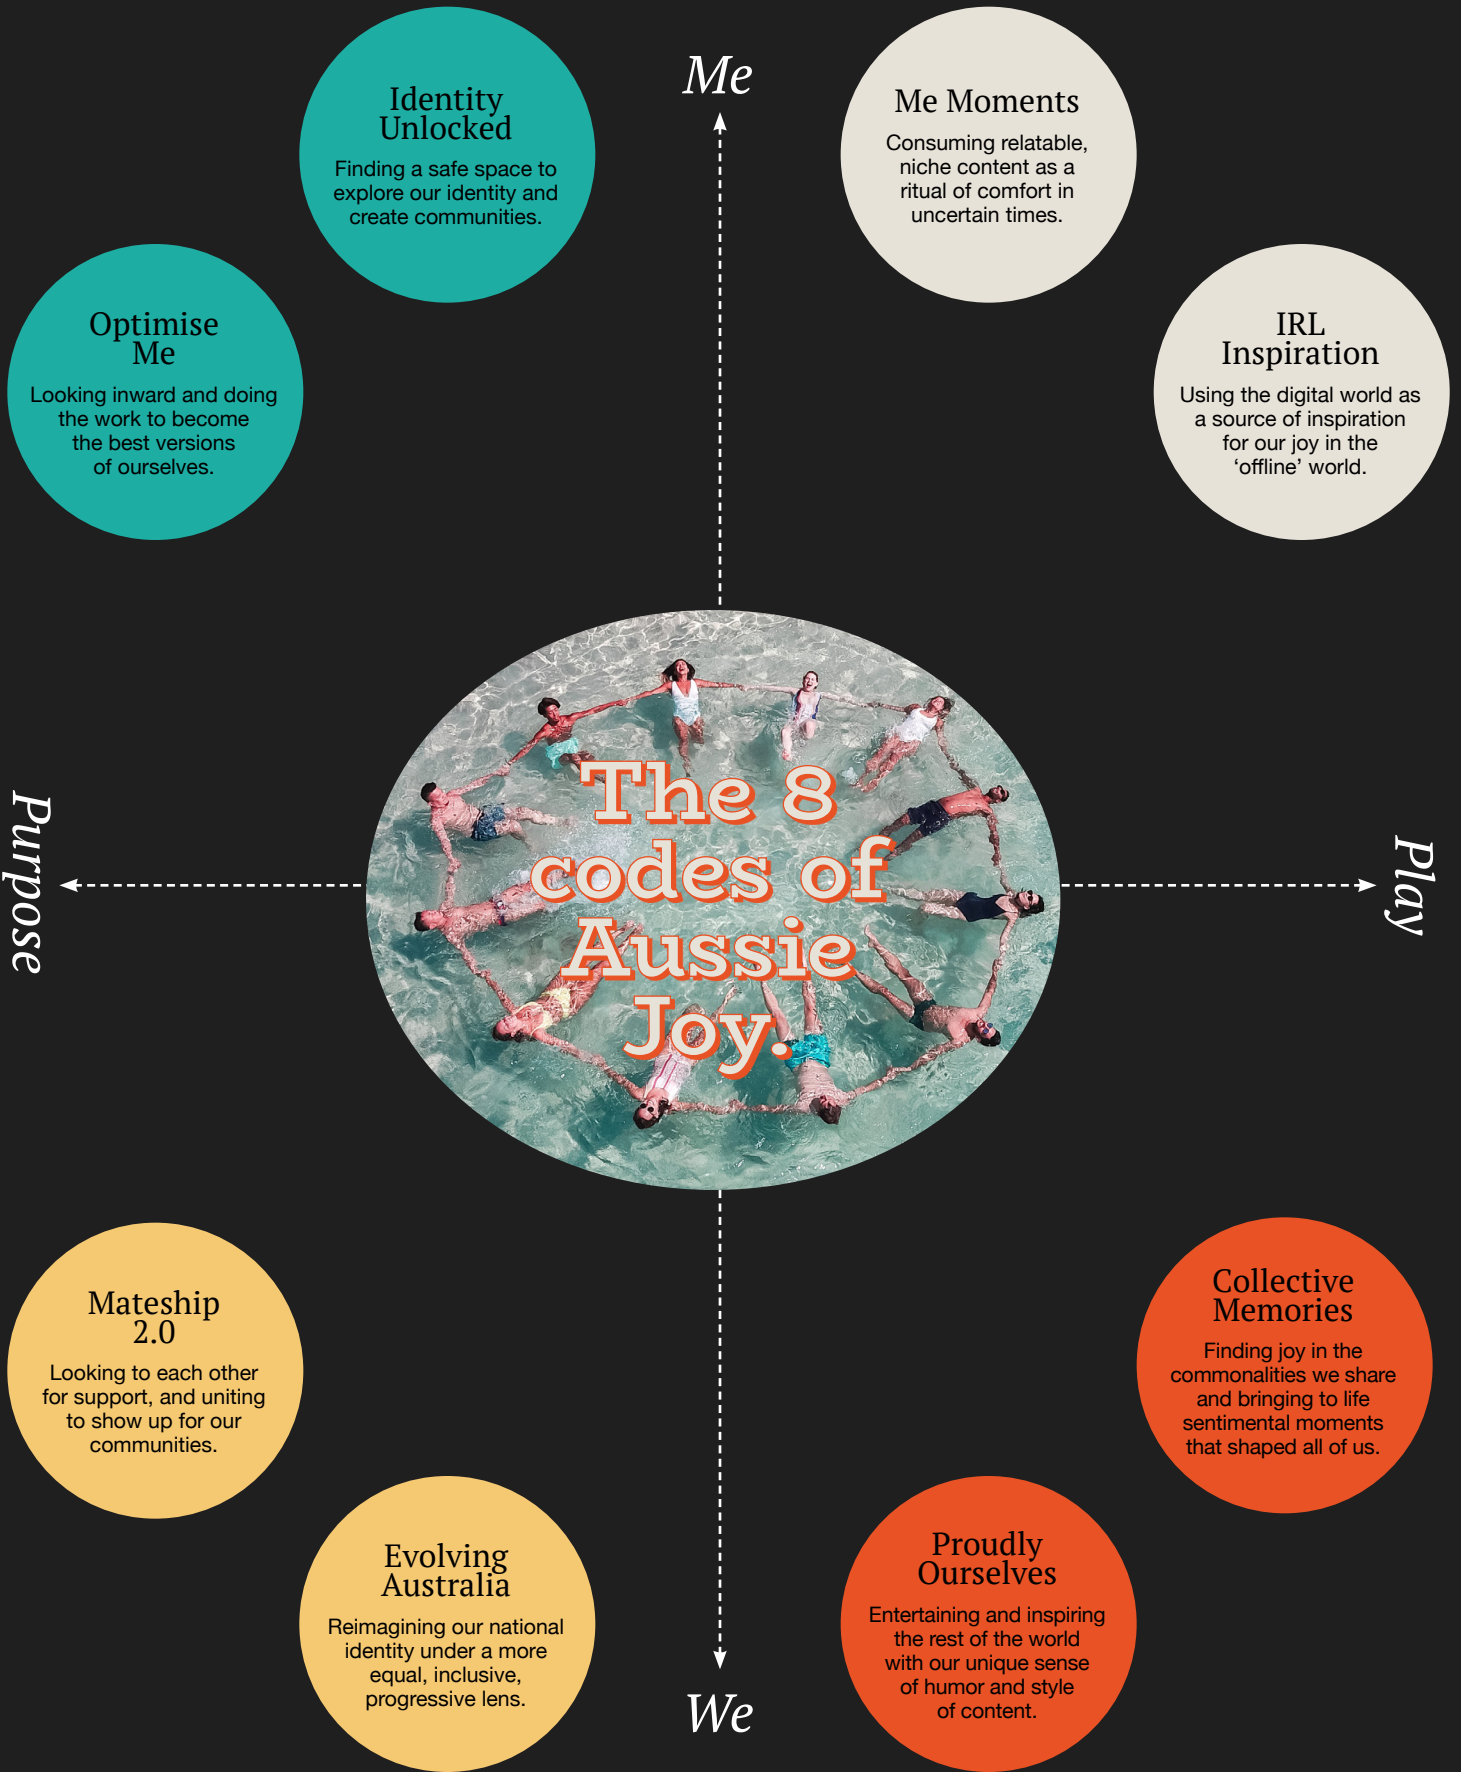 Me
Identity
Unlocked
Finding a safe space to
explore our identity and
create communities.
Me Moments
Consuming relatable,
niche content as a
ritual of comfort in
uncertain times.
Optimise
Me
Looking inward and doing
the work to become
the best versions
of ourselves.
IRL
Inspiration
Using the digital world as
a source of inspiration
for our joy in the
‘offline’ world.
Purpose
The 8
codes of
Aussie
Joy.
Play
Mateship
2.0
Looking to each other
for support, and uniting
to show up for our
communities.
Collective
Memories
Finding joy in the
commonalities we share
and bringing to life
sentimental moments
that shaped all of us.
Evolving
Australia
Reimagining our national
identity under a more
equal, inclusive,
progressive lens.
Proudly
Ourselves
Entertaining and inspiring
the rest of the world
with our unique sense
of humor and style
of content.
We